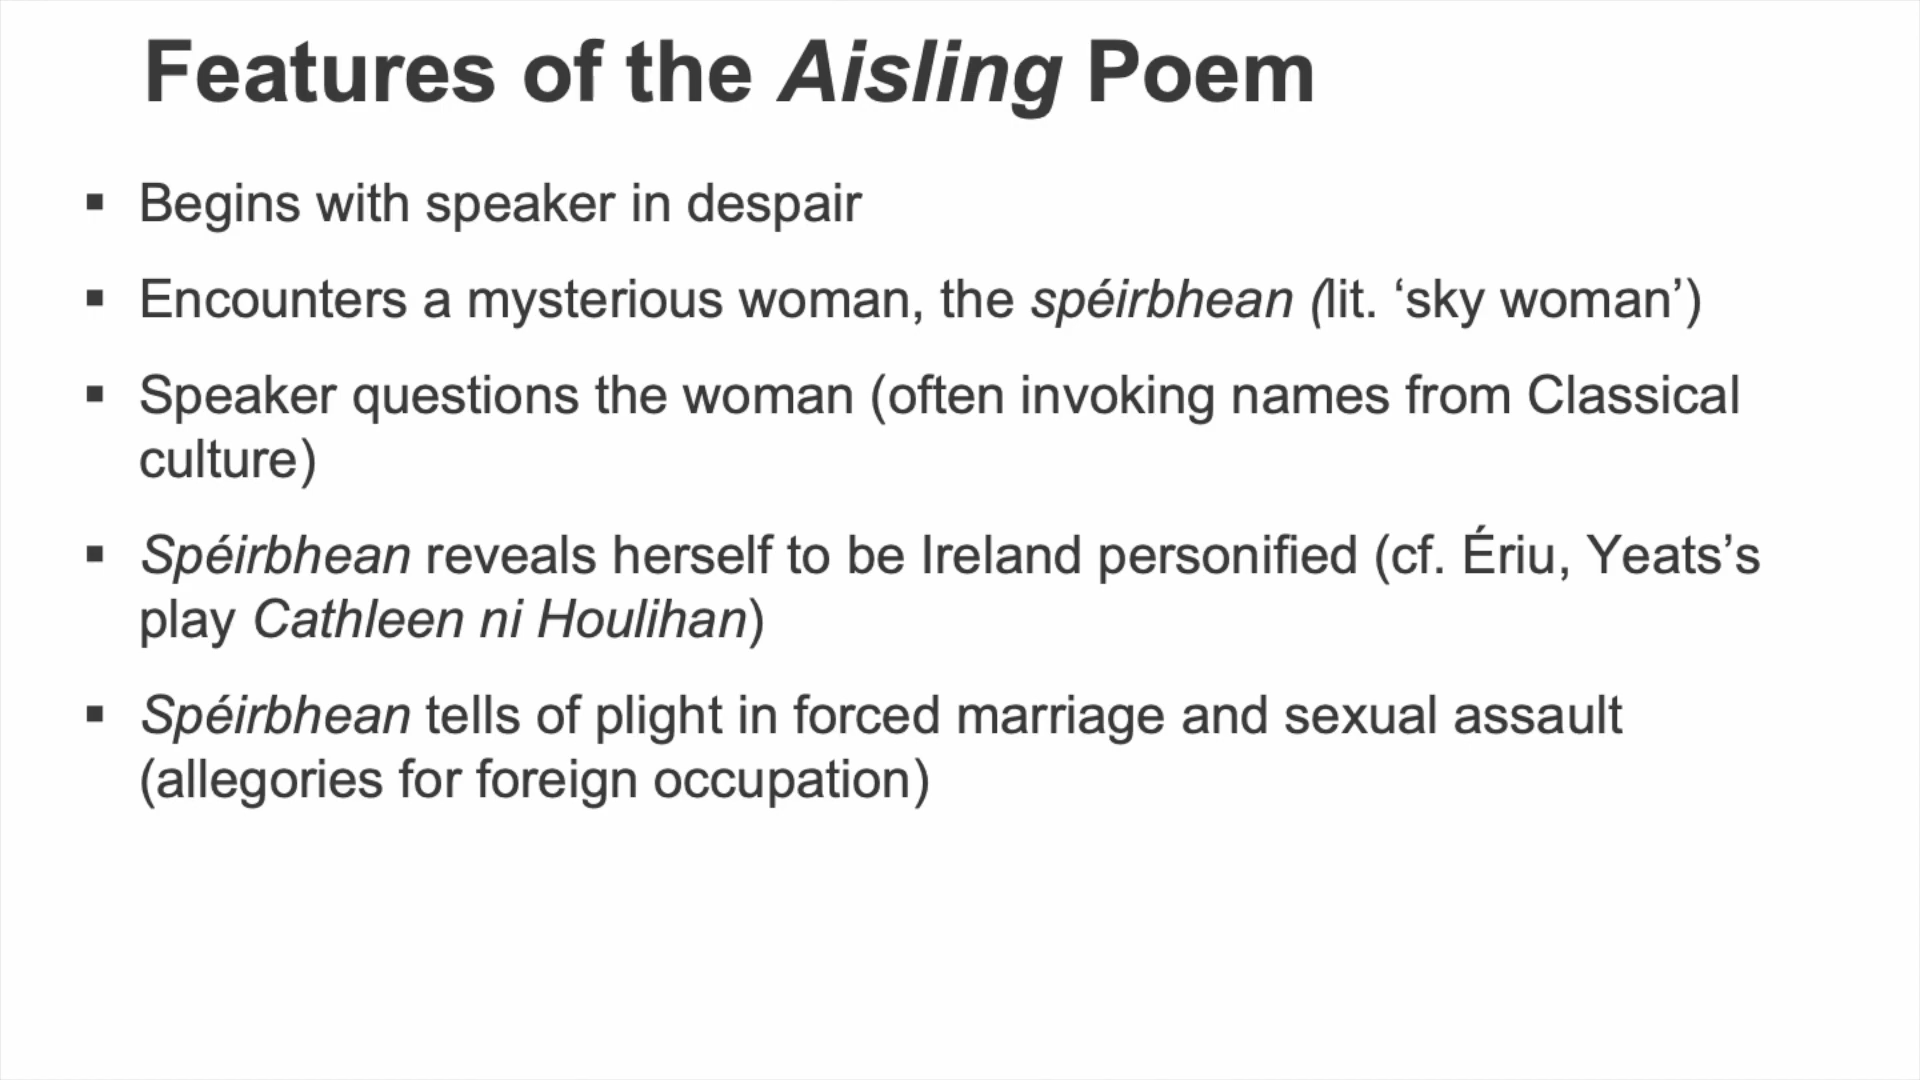 Features of the Aisling Poem
▪ Begins with speaker in despair
▪ Encounters a mysterious woman, the spéirbhean (lit. ‘sky woman’)
▪ Speaker questions the woman (often invoking names from Classical
culture)
▪ Spéirbhean reveals herself to be Ireland personified (cf. Ériu, Yeats’s
play Cathleen ni Houlihan)
▪ Spéirbhean tells of plight in forced marriage and sexual assault
(allegories for foreign occupation)